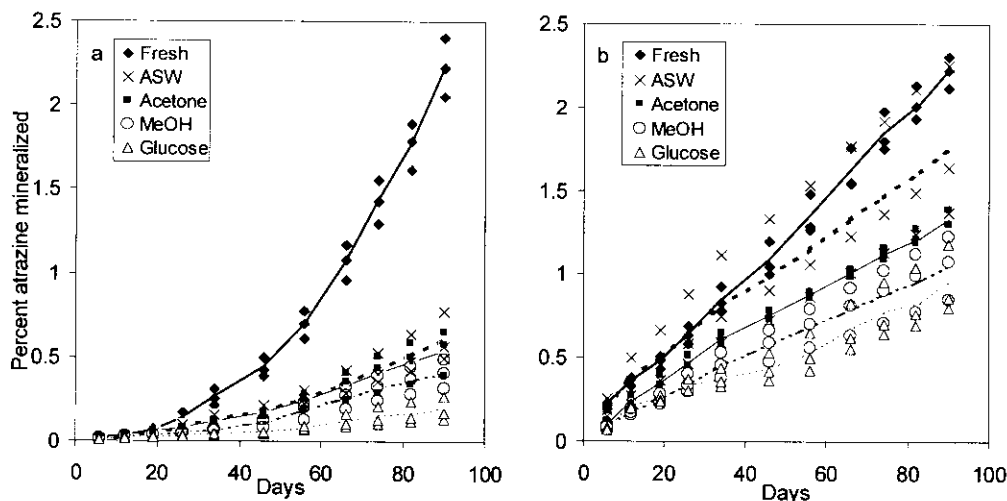 Percent atrazine mineralized
2.5
2
1.5
1
0.5
0
a
Fresh
ASW
Acetone
MeOH
Glucose
0 20 40 60 80 100
Days
2.5
2
1.5
1
0.5
0
b
Fresh
ASW
Acetone
MeOH
Glucose
0 20 40 60 80 100
Days